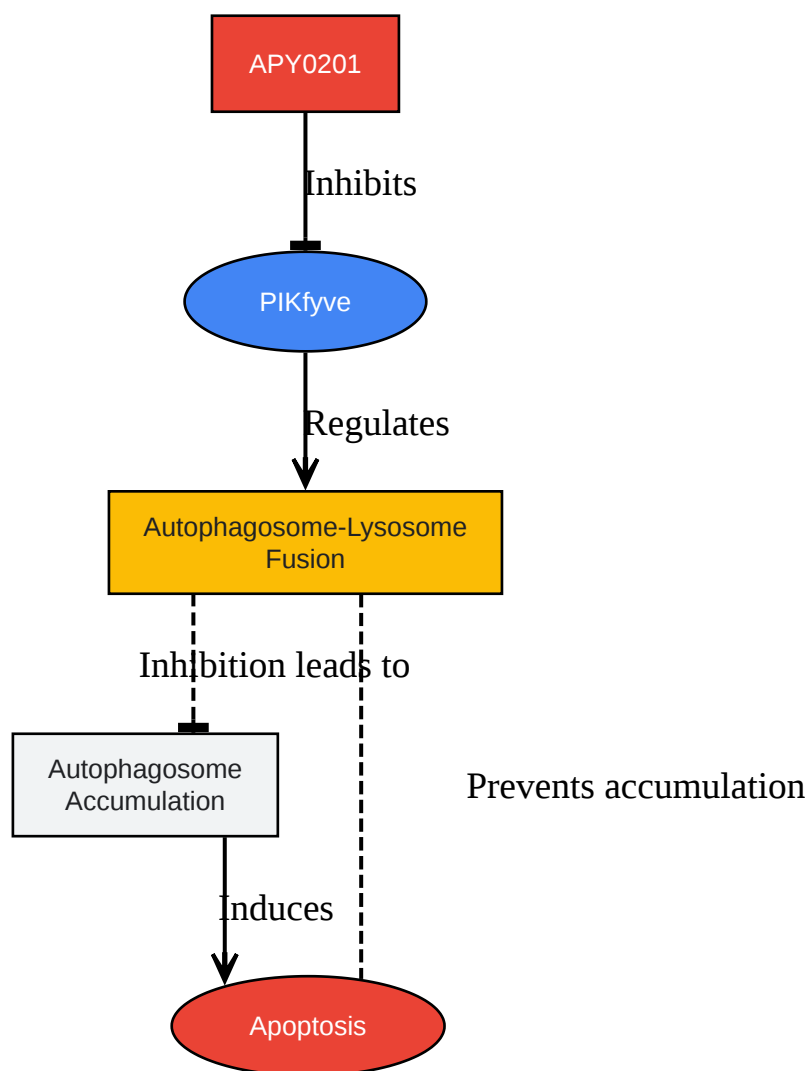 APY0201
Inhibits
PIKfyve
Regulates
Autophagosome-Lysosome
Fusion
Inhibition leads to
Autophagosome
Accumulation
Prevents accumulation
Induces
Apoptosis